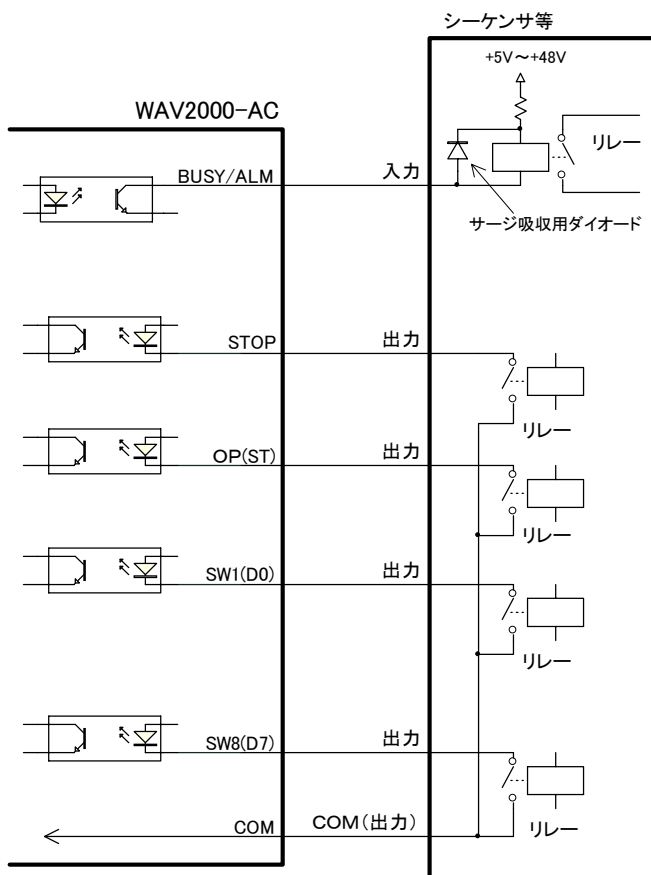 シーケンサ等
+5V～+48V
WAV2000-AC
リレー
BUSY/ALM
入力
サージ吸収用ダイオード
STOP
出力
リレー
OP(ST)
出力
リレー
SW1(D0)
出力
リレー
SW8(D7)
出力
COM
COM(出力)
リレー